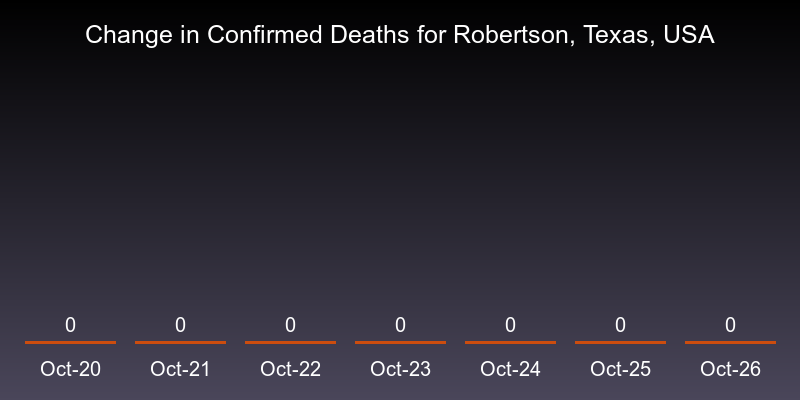 Change in Confirmed Deaths for Robertson, Texas, USA
0 0 0 0 0 0 0
Oct-20 Oct-21 Oct-22 Oct-23 Oct-24 Oct-25 Oct-26